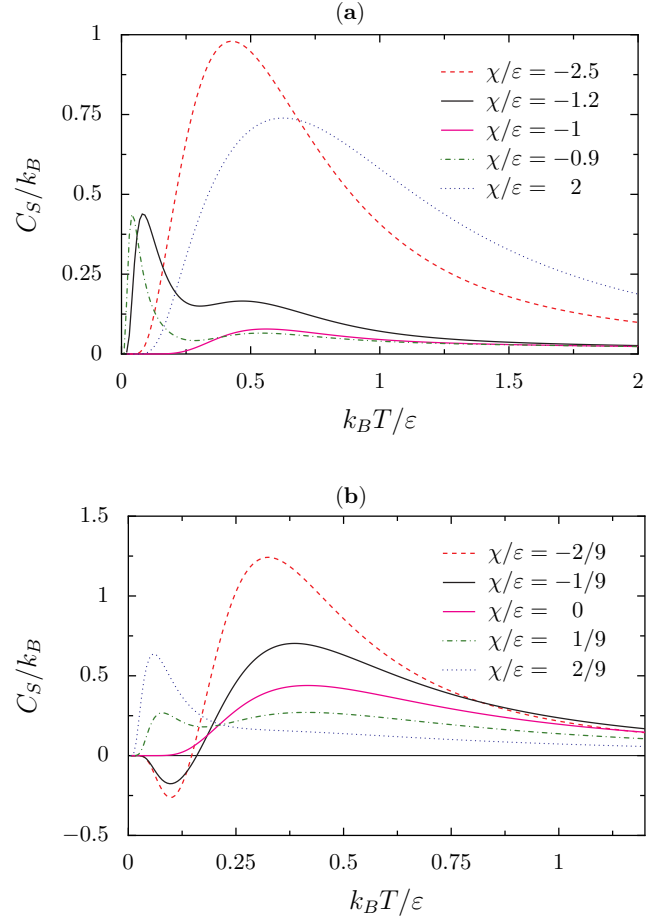 (a)
1
0.75
0.5
0.25
0
C_S/k_B
χ/ε = −2.5
χ/ε = −1.2
χ/ε = −1
χ/ε = −0.9
χ/ε = 2
0 0.5 1 1.5 2
k_BT/ε
(b)
1.5
1
0.5
0
−0.5
C_S/k_B
χ/ε = −2/9
χ/ε = −1/9
χ/ε = 0
χ/ε = 1/9
χ/ε = 2/9
0 0.25 0.5 0.75 1
k_BT/ε